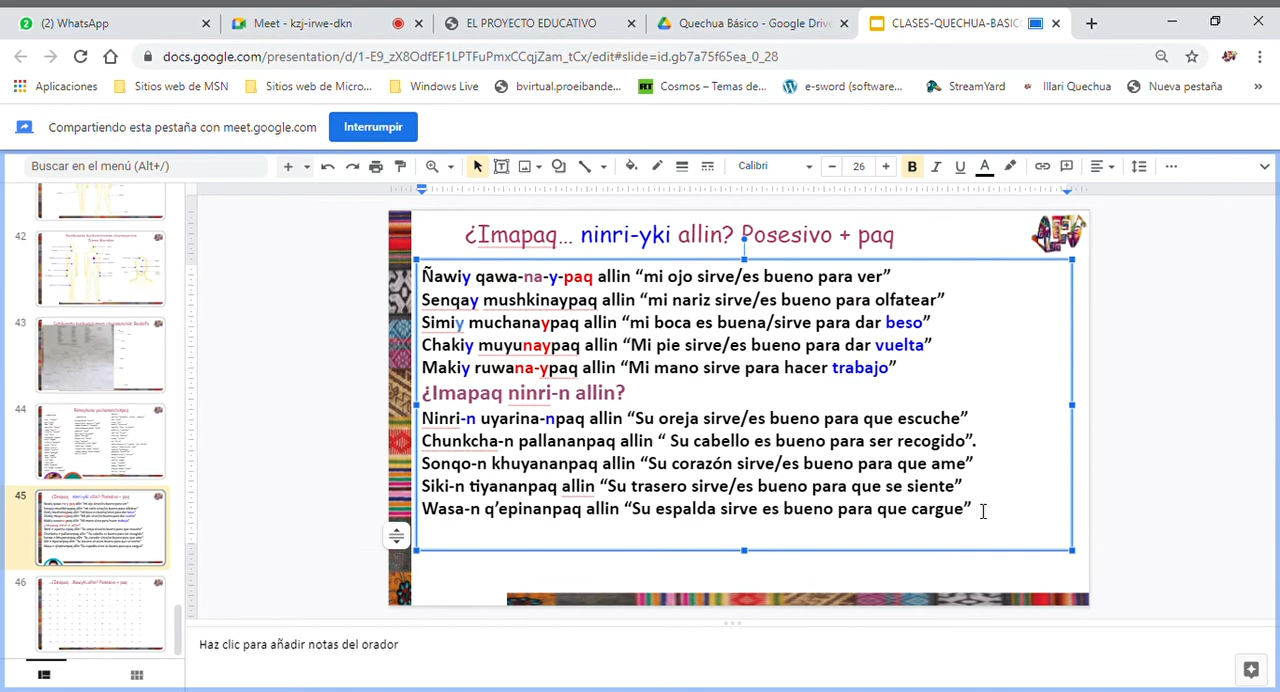 (2) WhatsApp
Meet - kzj-irwe-dkn
EL PROYECTO EDUCATIVO
Quechua Básico - Google Drive
CLASES-QUECHUA-BASIC
docs.google.com/presentation/d/1-E9_zX8OdfEF1LPTFuPmxCCqjZam_tCx/edit#slide=id.gb7a75f65ea_0_28
Aplicaciones
Sitios web de MSN
Sitios web de Micro...
Windows Live
bvirtual.proeibande...
RT
Cosmos – Temas de...
e-sword (software...
StreamYard
Illari Quechua
Nueva pestaña
»
Compartiendo esta pestaña con meet.google.com
Interrumpir
Buscar en el menú (Alt+/)
Calibri
26
B I U A
42
43
44
45
46
¿Imapaq... ninri-yki allin? Posesivo + paq
Ñawiy qawa-na-y-paq allin “mi ojo sirve/es bueno para ver”
Senqay mushkinaypaq allin “mi nariz sirve/es bueno para olfatear”
Simiy muchanaypaq allin “mi boca es buena/sirve para dar beso”
Chakiy muyunaypaq allin “Mi pie sirve/es bueno para dar vuelta”
Makiy ruwana-ypaq allin “Mi mano sirve para hacer trabajo”
¿Imapaq ninri-n allin?
Ninri-n uyarina-npaq allin “Su oreja sirve/es bueno para que escuche”
allin “ Su cabello es bueno para ser recogido”.
Sonqo-n khuyananpaq allin “Su corazón sirve/es bueno para que ame”
Siki-n tiyananpaq allin “Su trasero sirve/es bueno para que se siente”
Wasa-n q'epinanpaq allin “Su espalda sirve/es bueno para que cargue”
Haz clic para añadir notas del orador